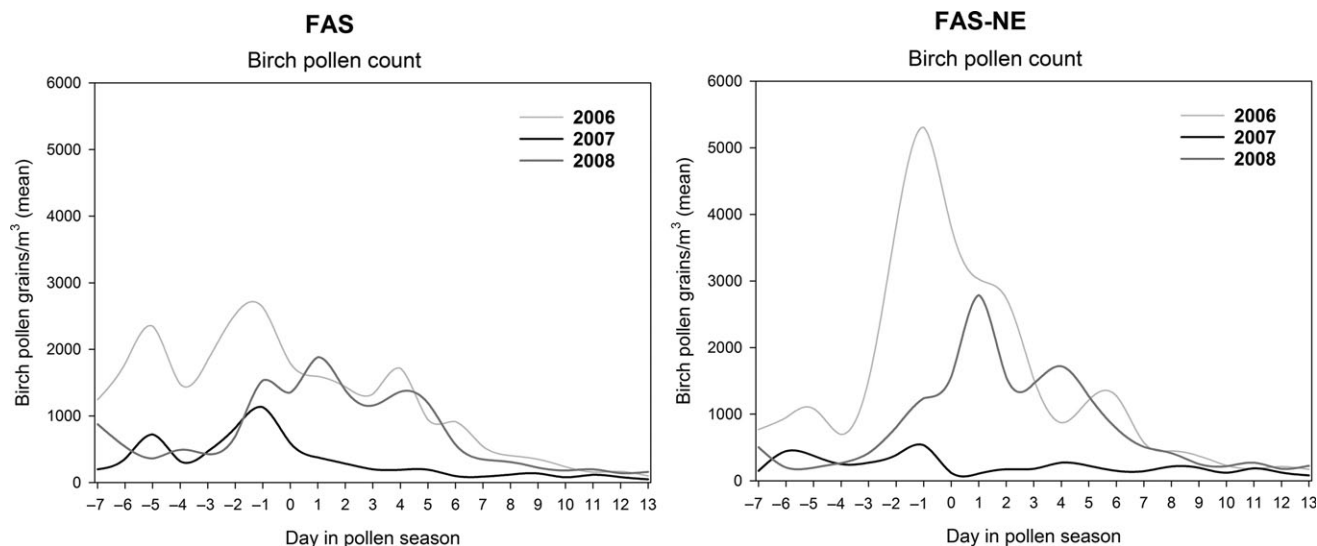 FAS
Birch pollen count
6000
5000
4000
3000
2000
1000
0
Birch pollen grains/m³ (mean)
2006
2007
2008
–7 –6 –5 –4 –3 –2 –1 0 1 2 3 4 5 6 7 8 9 10 11 12 13
Day in pollen season
FAS-NE
Birch pollen count
6000
5000
4000
3000
2000
1000
0
Birch pollen grains/m³ (mean)
2006
2007
2008
–7 –6 –5 –4 –3 –2 –1 0 1 2 3 4 5 6 7 8 9 10 11 12 13
Day in pollen season